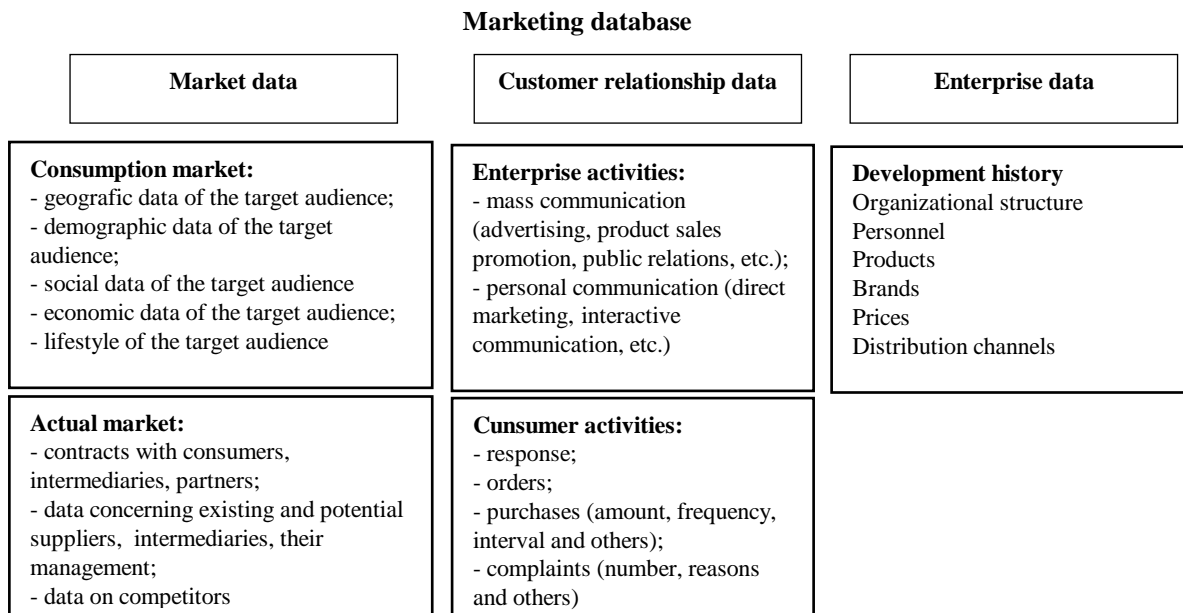 Marketing database
Market data
Customer relationship data
Enterprise data
Consumption market:
- geografic data of the target audience;
- demographic data of the target
audience;
- social data of the target audience
- economic data of the target audience;
- lifestyle of the target audience
Enterprise activities:
- mass communication
(advertising, product sales
promotion, public relations, etc.);
- personal communication (direct
marketing, interactive
communication, etc.)
Development history
Organizational structure
Personnel
Products
Brands
Prices
Distribution channels
Actual market:
- contracts with consumers,
intermediaries, partners;
- data concerning existing and potential
suppliers, intermediaries, their
management;
- data on competitors
Cunsumer activities:
- response;
- orders;
- purchases (amount, frequency,
interval and others);
- complaints (number, reasons
and others)